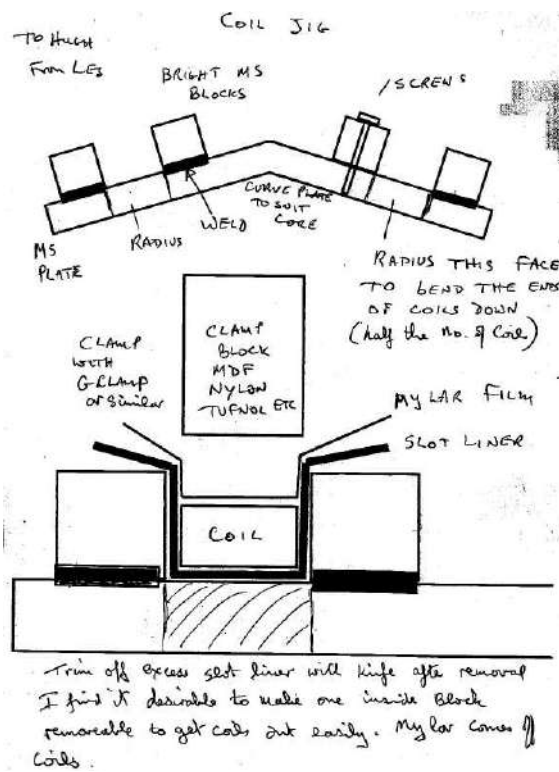 COIL JIG
TO HUGH
From LES
BRIGHT MS
BLOCKS
SCREWS
MS
PLATE
RADIUS
WELD
CURVE PLATE
TO SUIT
CORE
RADIUS THIS FACE
TO BEND THE ENDS
OF COILS DOWN
(half the No. of Coils)
CLAMP
WITH
G CLAMP
or Similar
CLAMP
BLOCK
MDF
NYLON
TUFNOL ETC
MYLAR FILM
SLOT LINER
COIL
Trim off excess slot liner with knife after removal
I find it desirable to make one inside Block
removeable to get coils out easily. Mylar comes off
Coils.